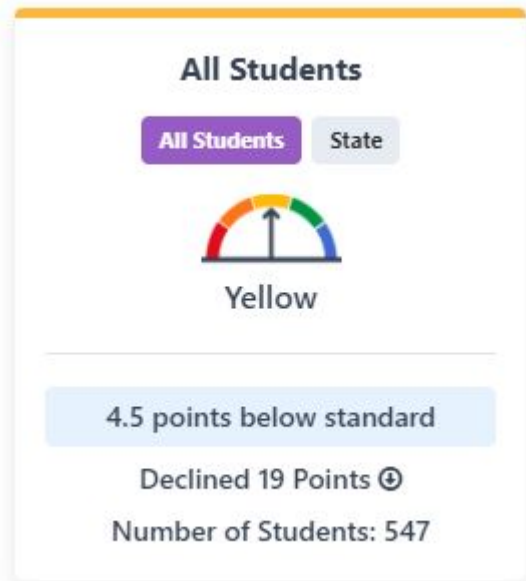 All Students
All Students State
Yellow
4.5 points below standard
Declined 19 Points
Number of Students: 547